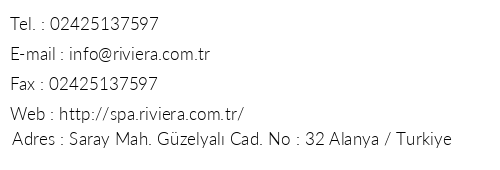 Tel. : 02425137597
E-mail : info@riviera.com.tr
Fax : 02425137597
Web : http://spa.riviera.com.tr/
Adres : Saray Mah. Güzelyalı Cad. No : 32 Alanya / Turkiye